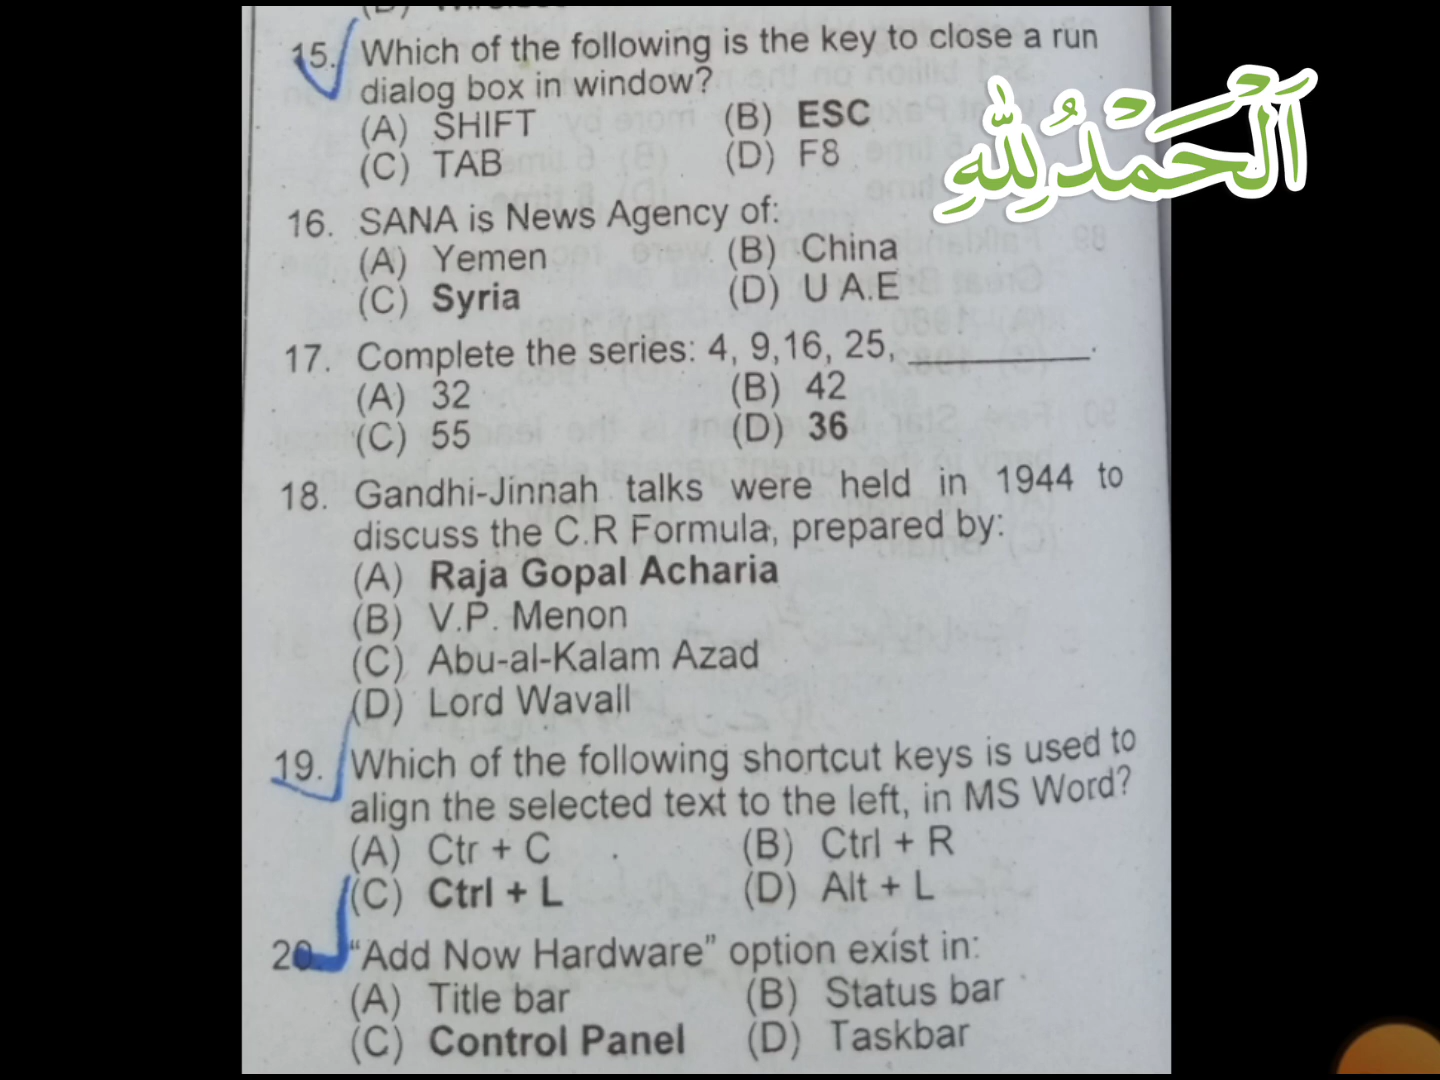 15. Which of the following is the key to close a run
dialog box in window?
(A) SHIFT (B) ESC
(C) TAB (D) F8
اَلْحَمْدُلِلّٰهِ
16. SANA is News Agency of:
(A) Yemen (B) China
(C) Syria (D) U A.E
17. Complete the series: 4, 9,16, 25, __________.
(A) 32 (B) 42
(C) 55 (D) 36
18. Gandhi-Jinnah talks were held in 1944 to
discuss the C.R Formula, prepared by:
(A) Raja Gopal Acharia
(B) V.P. Menon
(C) Abu-al-Kalam Azad
(D) Lord Wavall
19. Which of the following shortcut keys is used to
align the selected text to the left, in MS Word?
(A) Ctr + C (B) Ctrl + R
(C) Ctrl + L (D) Alt + L
20. “Add Now Hardware” option exist in:
(A) Title bar (B) Status bar
(C) Control Panel (D) Taskbar